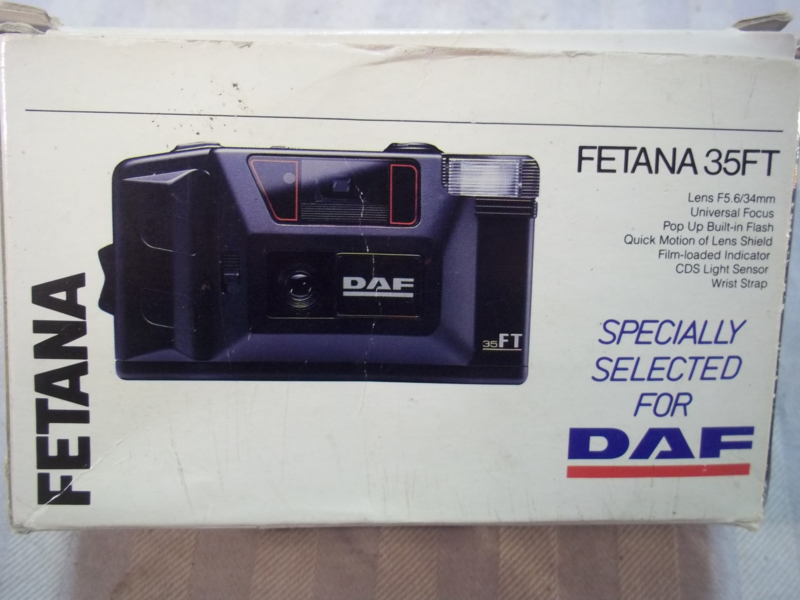 FETANA 35FT
Lens F5.6/34mm
Universal Focus
Pop Up Built-in Flash
Quick Motion of Lens Shield
Film-loaded Indicator
CDS Light Sensor
Wrist Strap
DAF
35FT
FETANA
SPECIALLY
SELECTED
FOR
DAF